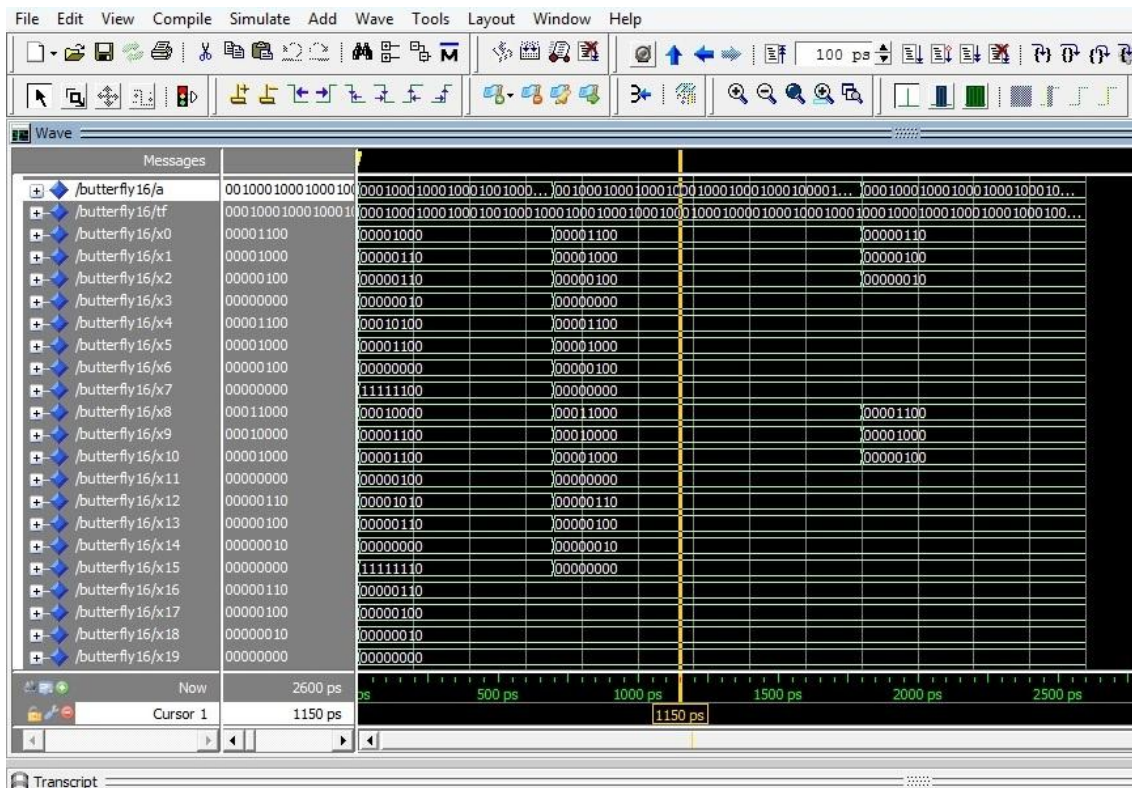 File Edit View Compile Simulate Add Wave Tools Layout Window Help
100 ps
Wave
Messages
/butterfly16/a 001000100010001000 0001000100010001001000... 001000100010001000100010001000100001... 0001000100010001000100010...
/butterfly16/tf
/butterfly16/x0 00001100 00001000 00001100 00000110
/butterfly16/x1 00001000 00000110 00001000 00000100
/butterfly16/x2 00000100 00000110 00000100 00000010
/butterfly16/x3 00000000 00000010 00000000
/butterfly16/x4 00001100 00010100 00001100
/butterfly16/x5 00001000 00001100 00001000
/butterfly16/x6 00000100 00000000 00000100
/butterfly16/x7 00000000 11111100 00000000
/butterfly16/x8 00011000 00010000 00011000 00001100
/butterfly16/x9 00010000 00001100 00010000 00001000
/butterfly16/x10 00001000 00001100 00001000 00000100
/butterfly16/x11 00000000 00000100 00000000
/butterfly16/x12 00000110 00001010 00000110
/butterfly16/x13 00000100 00000110 00000100
/butterfly16/x14 00000010 00000000 00000010
/butterfly16/x15 00000000 11111110 00000000
/butterfly16/x16 00000110 00000110
/butterfly16/x17 00000100 00000100
/butterfly16/x18 00000010 00000010
/butterfly16/x19 00000000 00000000
Now 2600 ps ps 500 ps 1000 ps 1500 ps 2000 ps 2500 ps
Cursor 1 1150 ps 1150 ps
Transcript